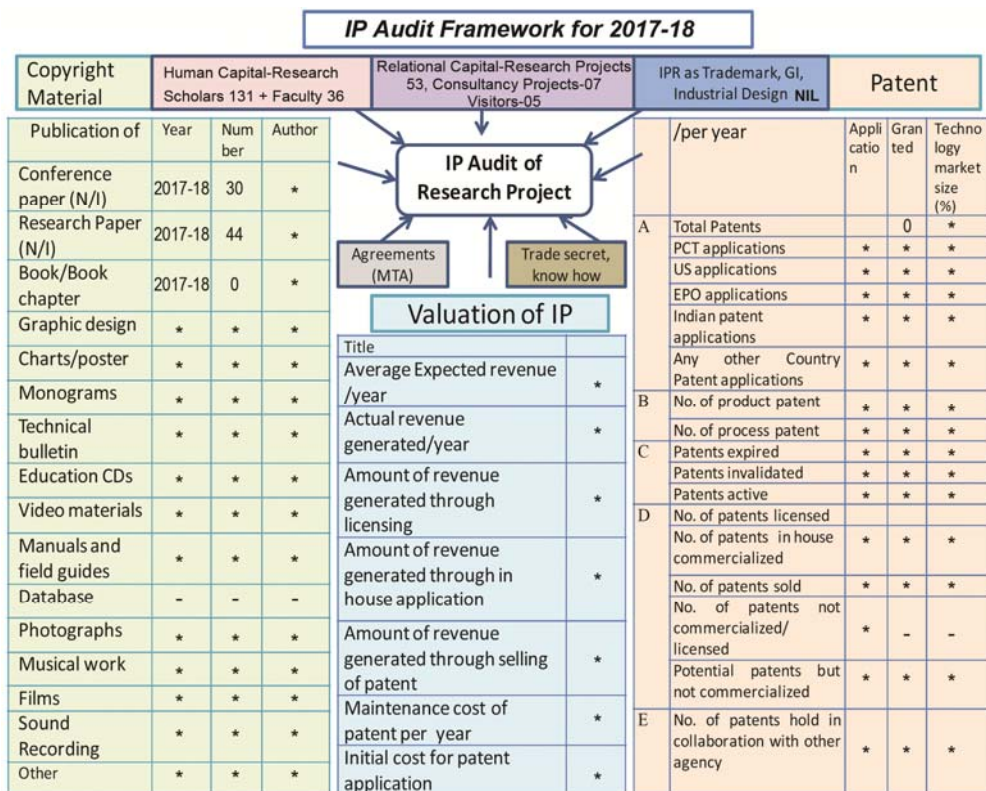 IP Audit Framework for 2017-18
Copyright
Material
Human Capital-Research
Scholars 131 + Faculty 36
Relational Capital-Research Projects
53, Consultancy Projects-07
Visitors-05
IPR as Trademark, GI,
Industrial Design NIL
Patent
Publication of Year Num
ber Author
Conference
paper (N/I) 2017-18 30 *
Research Paper
(N/I) 2017-18 44 *
Book/Book
chapter 2017-18 0 *
Graphic design * * *
Charts/poster * * *
Monograms * * *
Technical
bulletin * * *
Education CDs * * *
Video materials * * *
Manuals and
field guides * * *
Database – – –
Photographs * * *
Musical work * * *
Films * * *
Sound
Recording * * *
Other * * *
IP Audit of
Research Project
Agreements
(MTA)
Trade secret,
know how
Valuation of IP
Title
Average Expected revenue
/year *
Actual revenue
generated/year *
Amount of revenue
generated through
licensing *
Amount of revenue
generated through in
house application *
Amount of revenue
generated through selling
of patent *
Maintenance cost of
patent per year *
Initial cost for patent
application *
/per year Appli
catio
n Gran
ted Techno
logy
market
size
(%)
A Total Patents 0 *
PCT applications * * *
US applications * * *
EPO applications * * *
Indian patent
applications * * *
Any other Country
Patent applications * * *
B No. of product patent * * *
No. of process patent * * *
C Patents expired * * *
Patents invalidated * * *
Patents active * * *
D No. of patents licensed
No. of patents in house
commercialized * * *
No. of patents sold * * *
No. of patents not
commercialized/
licensed * – –
Potential patents but
not commercialized * * *
E No. of patents hold in
collaboration with other
agency * * *